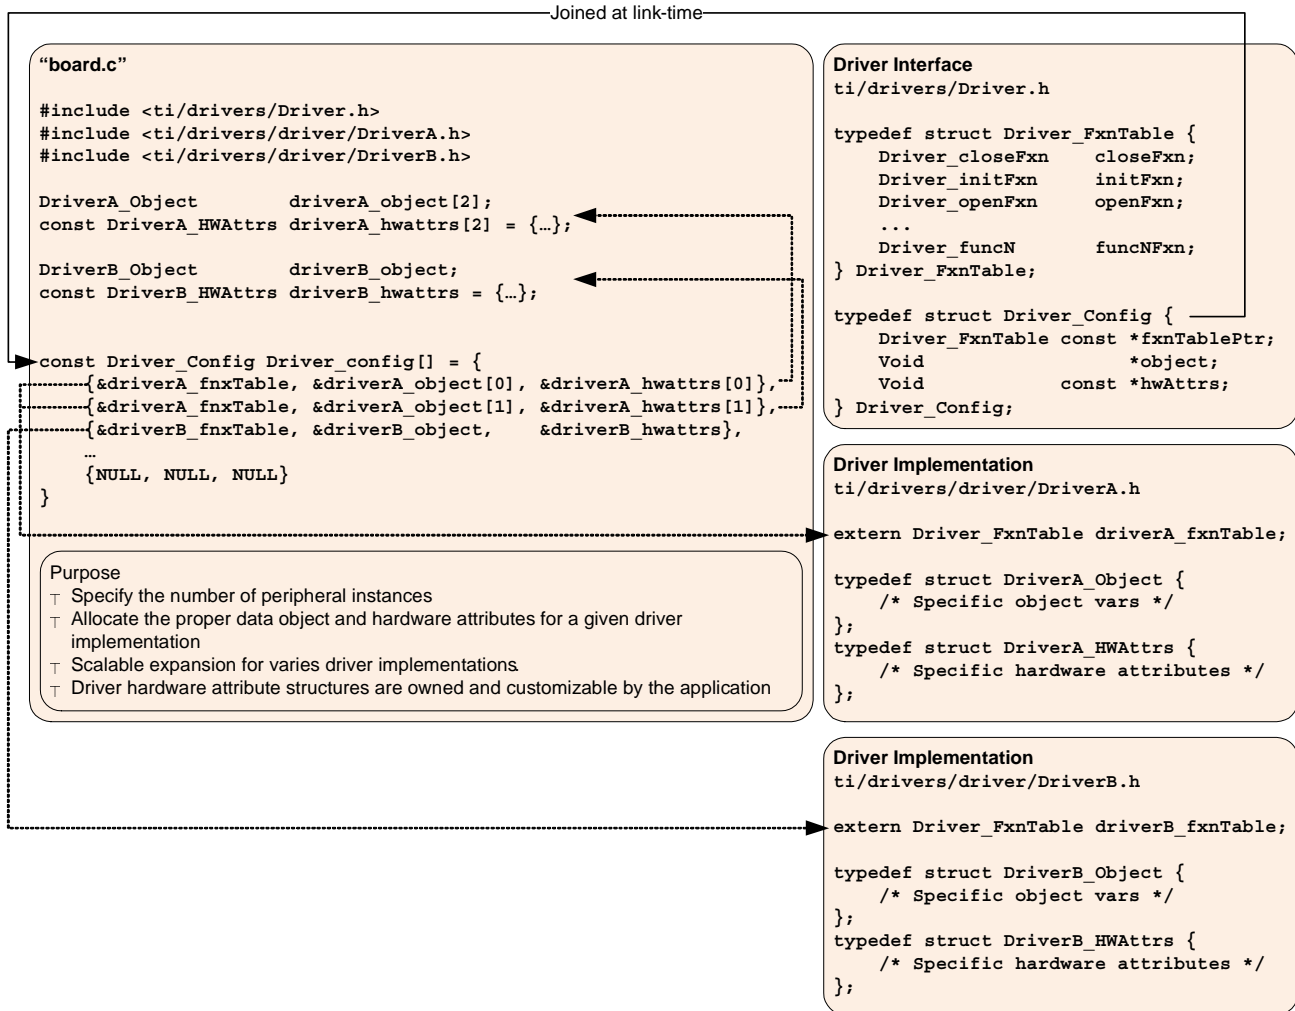 Joined at link-time
“board.c”
#include <ti/drivers/Driver.h>
#include <ti/drivers/driver/DriverA.h>
#include <ti/drivers/driver/DriverB.h>
DriverA_Object driverA_object[2];
const DriverA_HWAttrs driverA_hwattrs[2] = {…};
DriverB_Object driverB_object;
const DriverB_HWAttrs driverB_hwattrs = {…};
const Driver_Config Driver_config[] = {
{&driverA_fnxTable, &driverA_object[0], &driverA_hwattrs[0]},
{&driverA_fnxTable, &driverA_object[1], &driverA_hwattrs[1]},
{&driverB_fnxTable, &driverB_object, &driverB_hwattrs},
…
{NULL, NULL, NULL}
}
Purpose
┬ Specify the number of peripheral instances
┬ Allocate the proper data object and hardware attributes for a given driver
implementation
┬ Scalable expansion for varies driver implementations.
┬ Driver hardware attribute structures are owned and customizable by the application
Driver Interface
ti/drivers/Driver.h
typedef struct Driver_FxnTable {
Driver_closeFxn closeFxn;
Driver_initFxn initFxn;
Driver_openFxn openFxn;
...
Driver_funcN funcNFxn;
} Driver_FxnTable;
typedef struct Driver_Config {
Driver_FxnTable const *fxnTablePtr;
Void *object;
Void const *hwAttrs;
} Driver_Config;
Driver Implementation
ti/drivers/driver/DriverA.h
extern Driver_FxnTable driverA_fxnTable;
typedef struct DriverA_Object {
/* Specific object vars */
};
typedef struct DriverA_HWAttrs {
/* Specific hardware attributes */
};
Driver Implementation
ti/drivers/driver/DriverB.h
extern Driver_FxnTable driverB_fxnTable;
typedef struct DriverB_Object {
/* Specific object vars */
};
typedef struct DriverB_HWAttrs {
/* Specific hardware attributes */
};